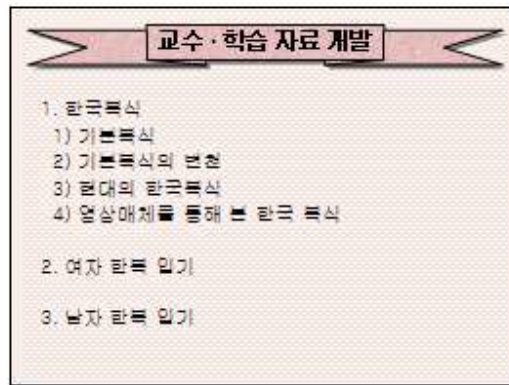 교수·학습 자료 개발
1. 한국복식
1) 기본복식
2) 기본복식의 변천
3) 현대의 한국복식
4) 영상매체를 통해 본 한국 복식
2. 여자 한복 입기
3. 남자 한복 입기